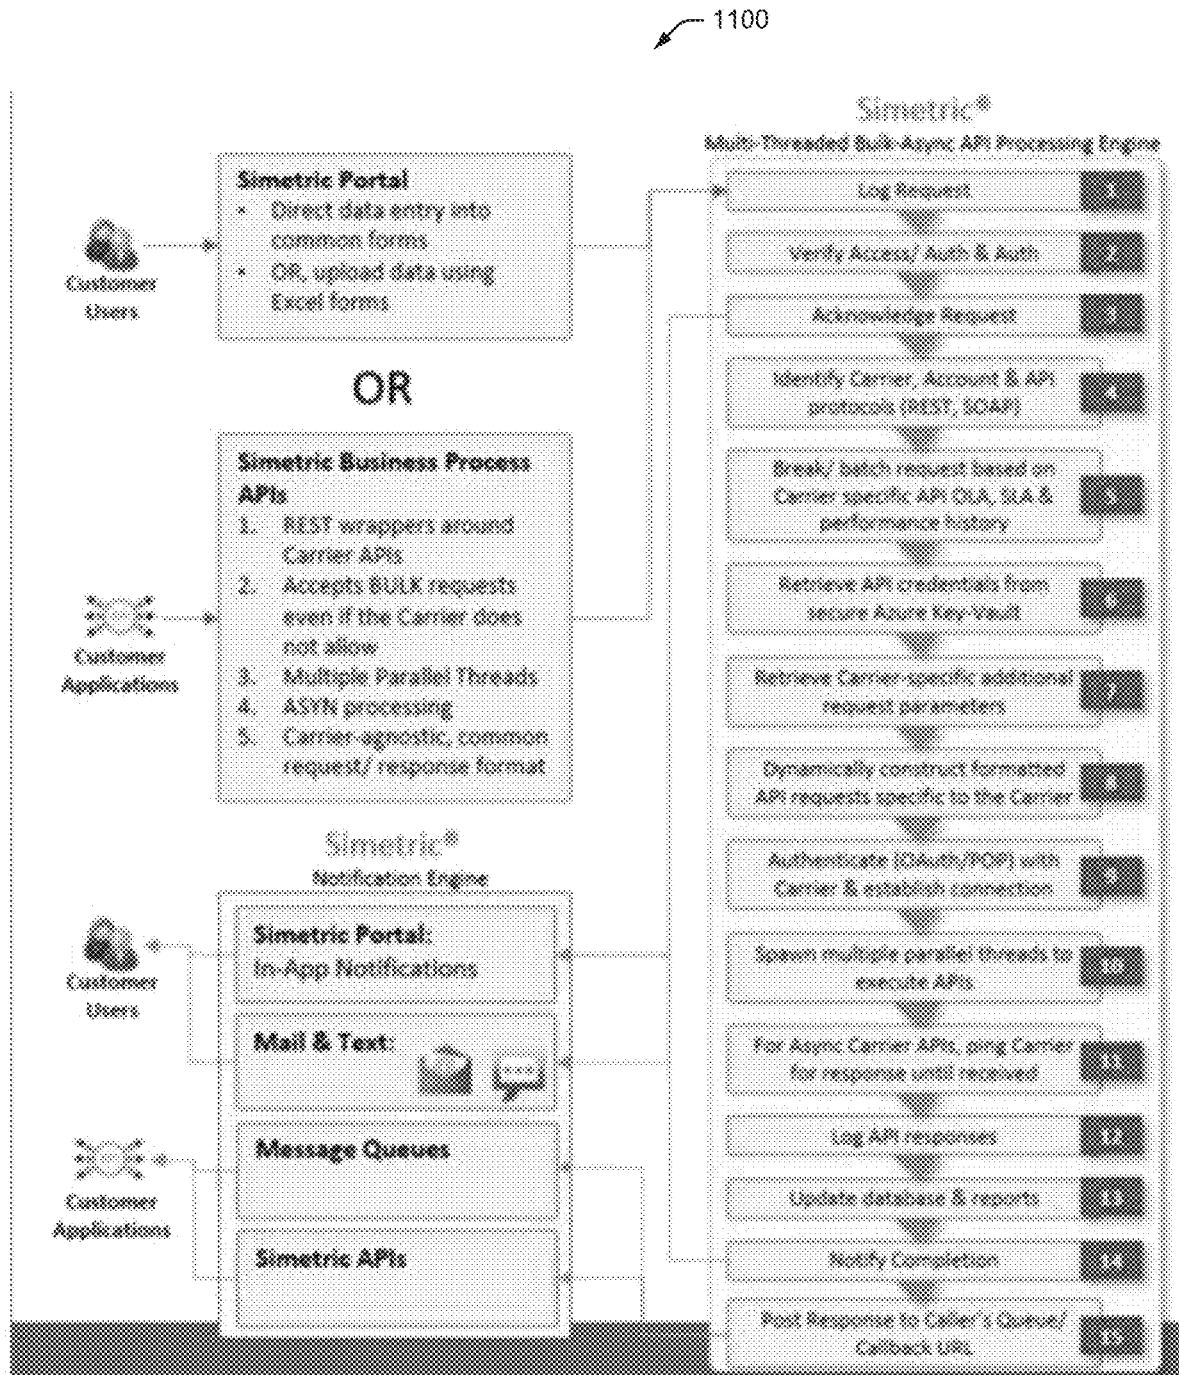 1100
Simetric®
Multi-Threaded Bulk-Async API Processing Engine
Simetric Portal
• Direct data entry into
common forms
• OR, upload data using
Excel forms
Customer
Users
OR
Simetric Business Process
APIs
1. REST wrappers around
Carrier APIs
2. Accepts BULK requests
even if the Carrier does
not allow
3. Multiple Parallel Threads
4. ASYN processing
5. Carrier-agnostic, common
request/ response format
Customer
Applications
Simetric®
Notification Engine
Simetric Portal:
In-App Notifications
Mail & Text:
Message Queues
Simetric APIs
Customer
Users
Customer
Applications
Log Request 1
Verify Access/ Auth & Auth 2
Acknowledge Request 3
Identify Carrier, Account & API
protocols (REST, SOAP) 4
Break/ batch request based on
Carrier specific API OLA, SLA & 5
performance history
Retrieve API credentials from
secure Azure Key-Vault 6
Retrieve Carrier-specific additional
request parameters 7
Dynamically construct formatted
API requests specific to the Carrier 8
Authenticate (OAuth/POP) with
Carrier & establish connection 9
Spawn multiple parallel threads to
execute APIs 10
For Async Carrier APIs, ping Carrier
for response until received 11
Log API responses 12
Update database & reports 13
Notify Completion 14
Post Response to Caller's Queue/
Callback URL 15